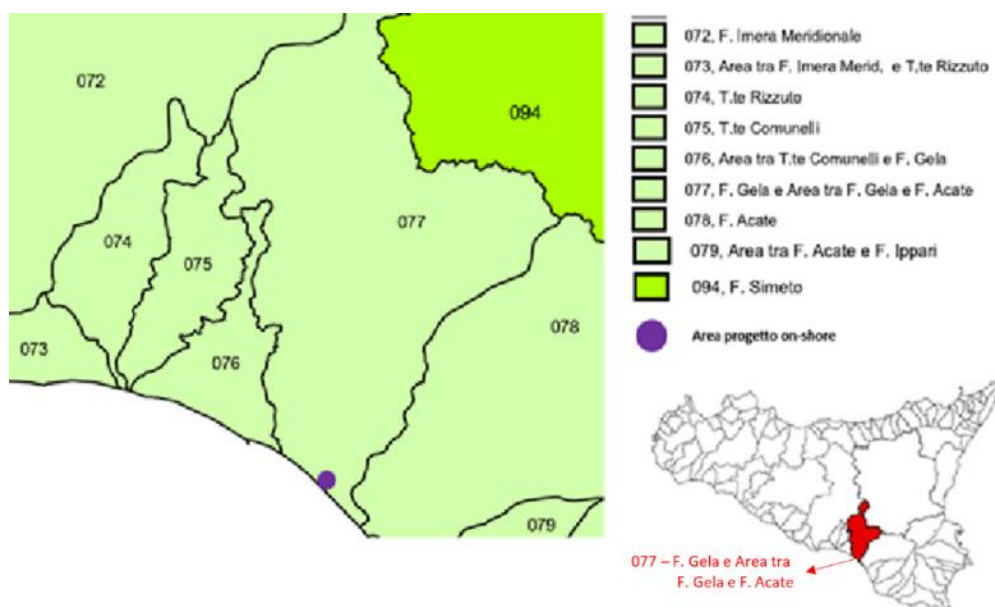 072
074
075
073
076
077
094
078
079
072, F. Imera Meridionale
073, Area tra F. Imera Merid, e T,te Rizzuto
074, T.te Rizzuto
075, T.te Comunelli
076, Area tra T.te Comunelli e F. Gela
077, F. Gela e Area tra F. Gela e F. Acate
078, F. Acate
079, Area tra F. Acate e F. Ippari
094, F. Simeto
Area progetto on-shore
077 – F. Gela e Area tra
F. Gela e F. Acate